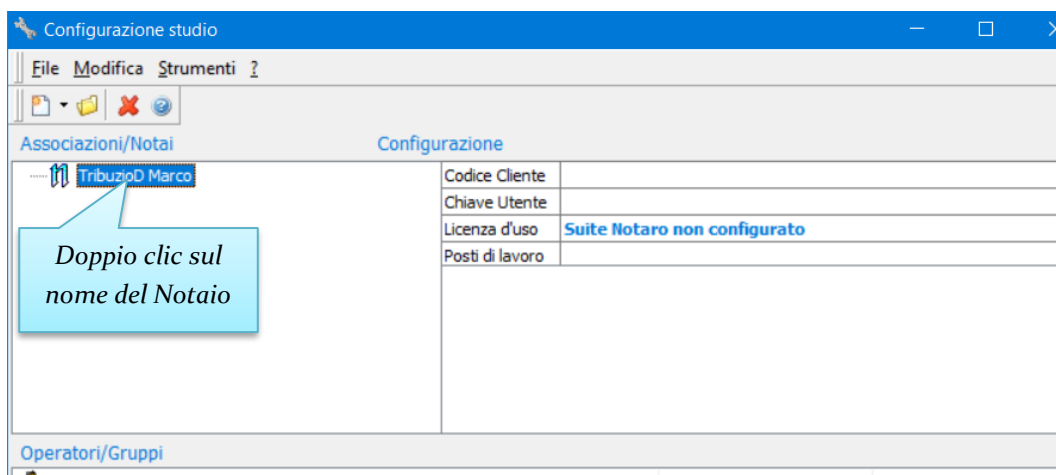 Configurazione studio
File Modifica Strumenti ?
Associazioni/Notai Configurazione
TribuzioD Marco
Codice Cliente
Chiave Utente
Licenza d'uso Suite Notaro non configurato
Posti di lavoro
Doppio clic sul
nome del Notaio
Operatori/Gruppi